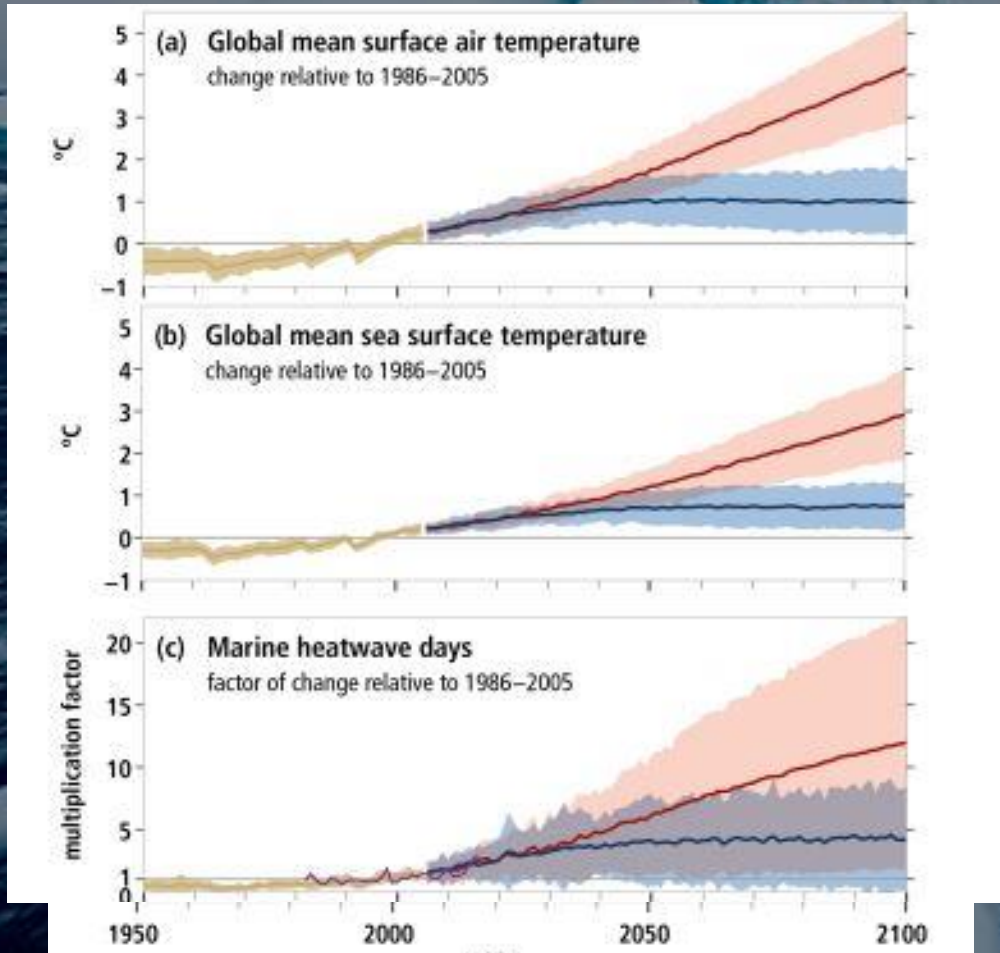 (a) Global mean surface air temperature
change relative to 1986–2005
°C
5
4
3
2
1
0
−1
(b) Global mean sea surface temperature
change relative to 1986–2005
°C
5
4
3
2
1
0
−1
(c) Marine heatwave days
factor of change relative to 1986–2005
multiplication factor
20
15
10
5
1
0
1950 2000 2050 2100